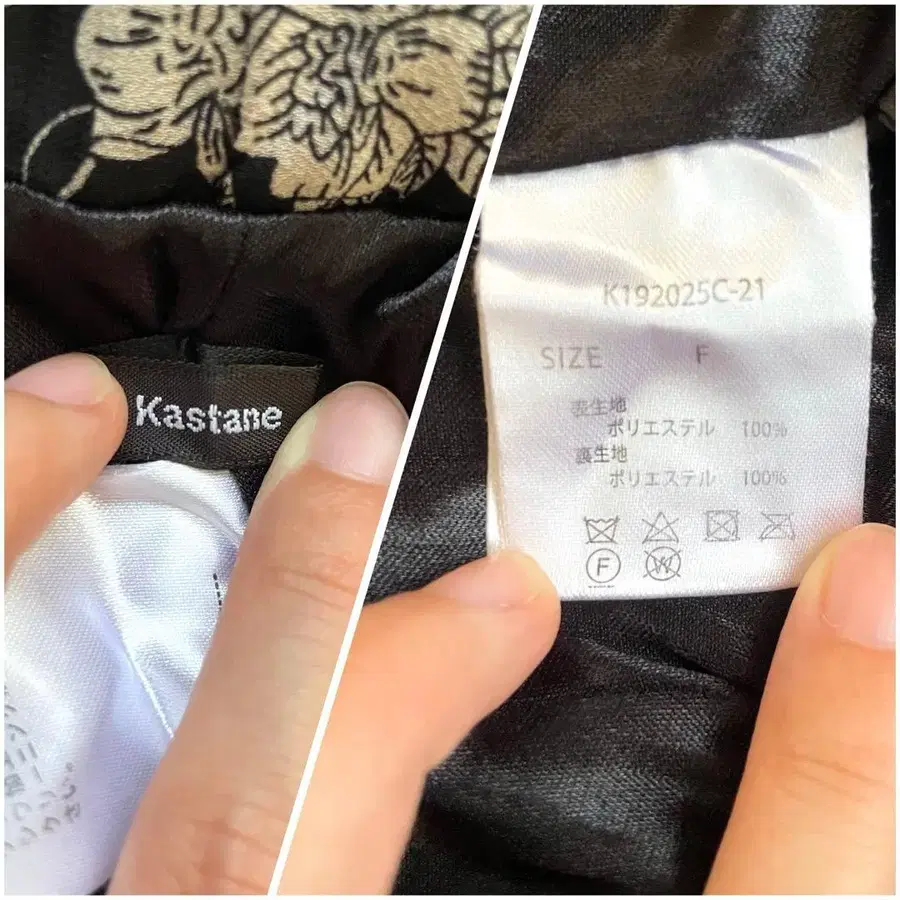 Kastane
K192025C-21
SIZE F
表生地
ポリエステル 100%
裏生地
ポリエステル 100%
F
W